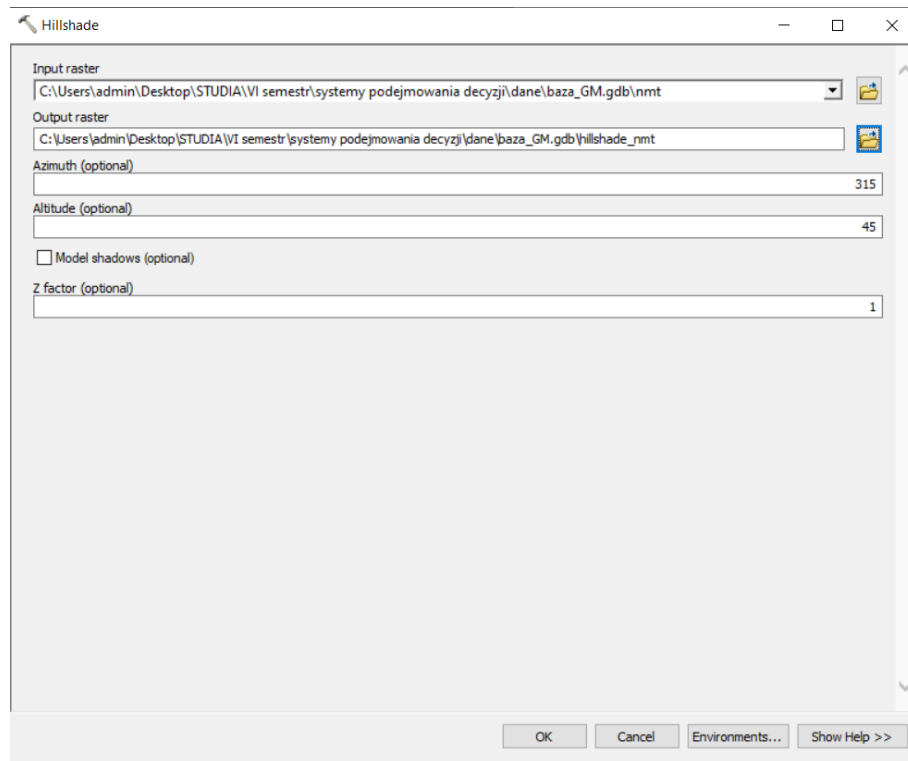 Hillshade
Input raster
C:\Users\admin\Desktop\STUDIA\VI semestr\systemy podejmowania decyzji\dane\baza_GM.gdb\nmt
Output raster
C:\Users\admin\Desktop\STUDIA\VI semestr\systemy podejmowania decyzji\dane\baza_GM.gdb\hillshade_nmt
Azimuth (optional)
315
Altitude (optional)
45
Model shadows (optional)
Z factor (optional)
1
OK Cancel Environments... Show Help >>